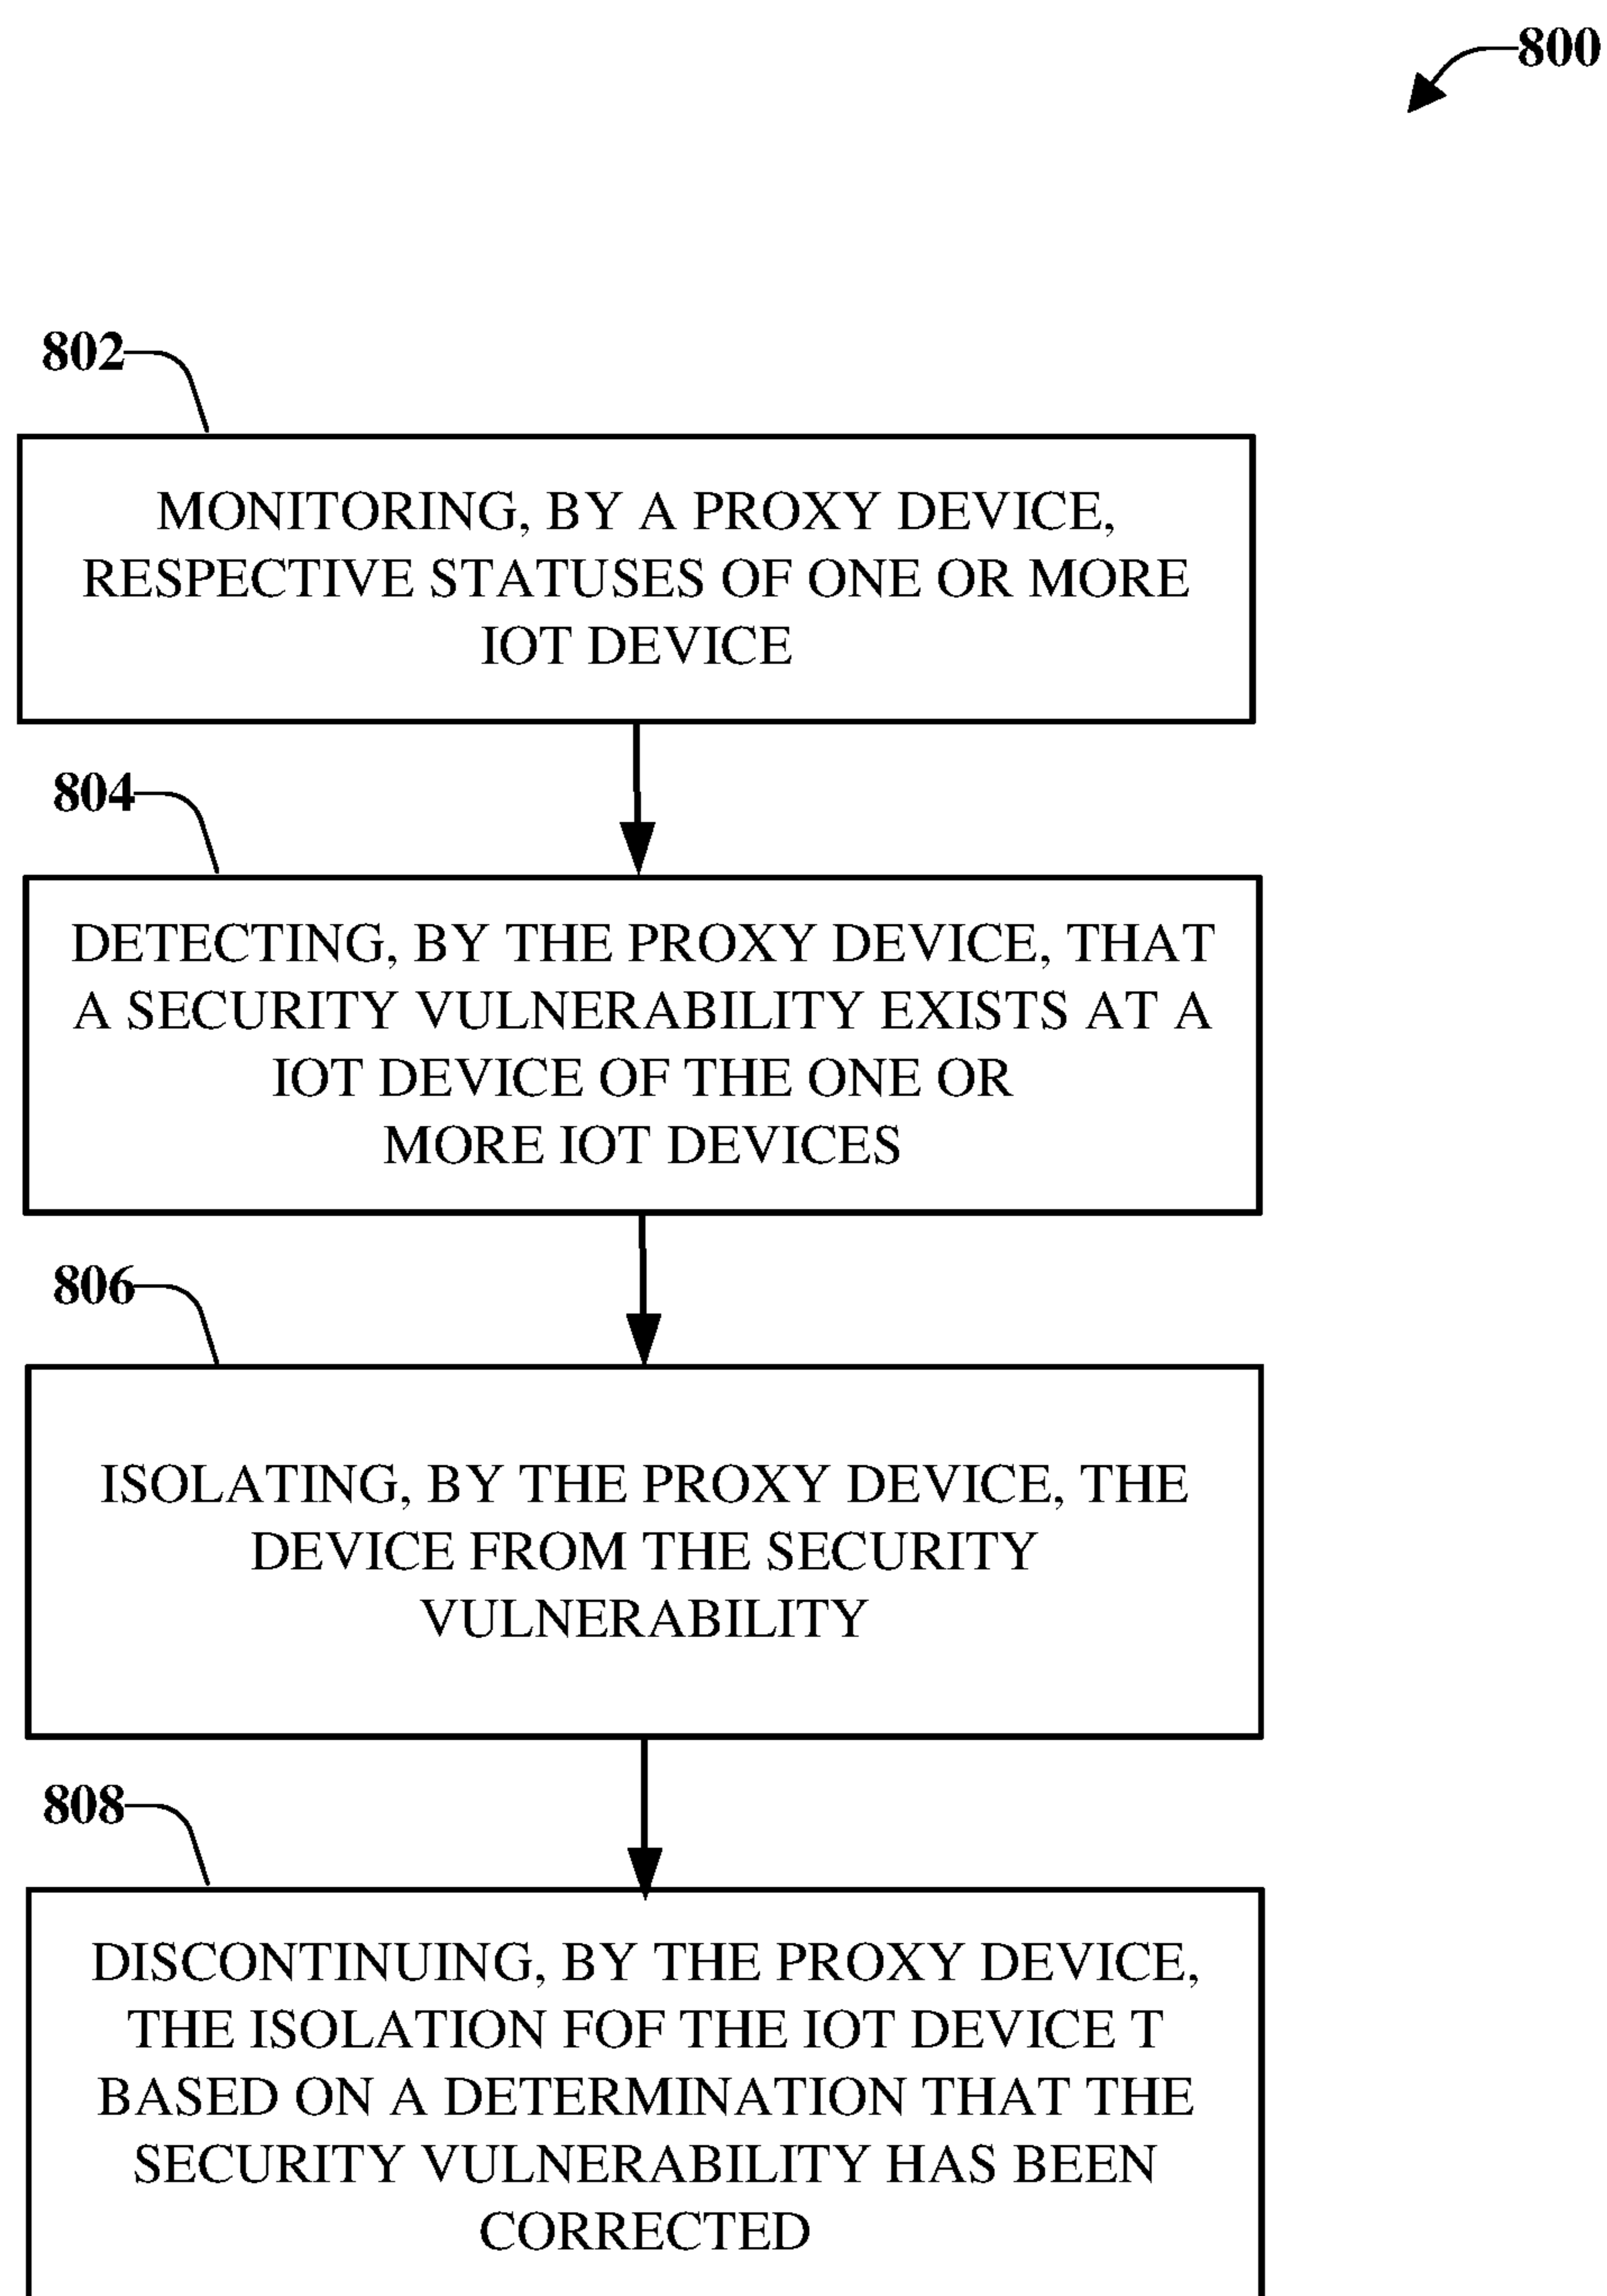 800
802
MONITORING, BY A PROXY DEVICE,
RESPECTIVE STATUSES OF ONE OR MORE
IOT DEVICE
804
DETECTING, BY THE PROXY DEVICE, THAT
A SECURITY VULNERABILITY EXISTS AT A
IOT DEVICE OF THE ONE OR
MORE IOT DEVICES
806
ISOLATING, BY THE PROXY DEVICE, THE
DEVICE FROM THE SECURITY
VULNERABILITY
808
DISCONTINUING, BY THE PROXY DEVICE,
THE ISOLATION FOF THE IOT DEVICE T
BASED ON A DETERMINATION THAT THE
SECURITY VULNERABILITY HAS BEEN
CORRECTED